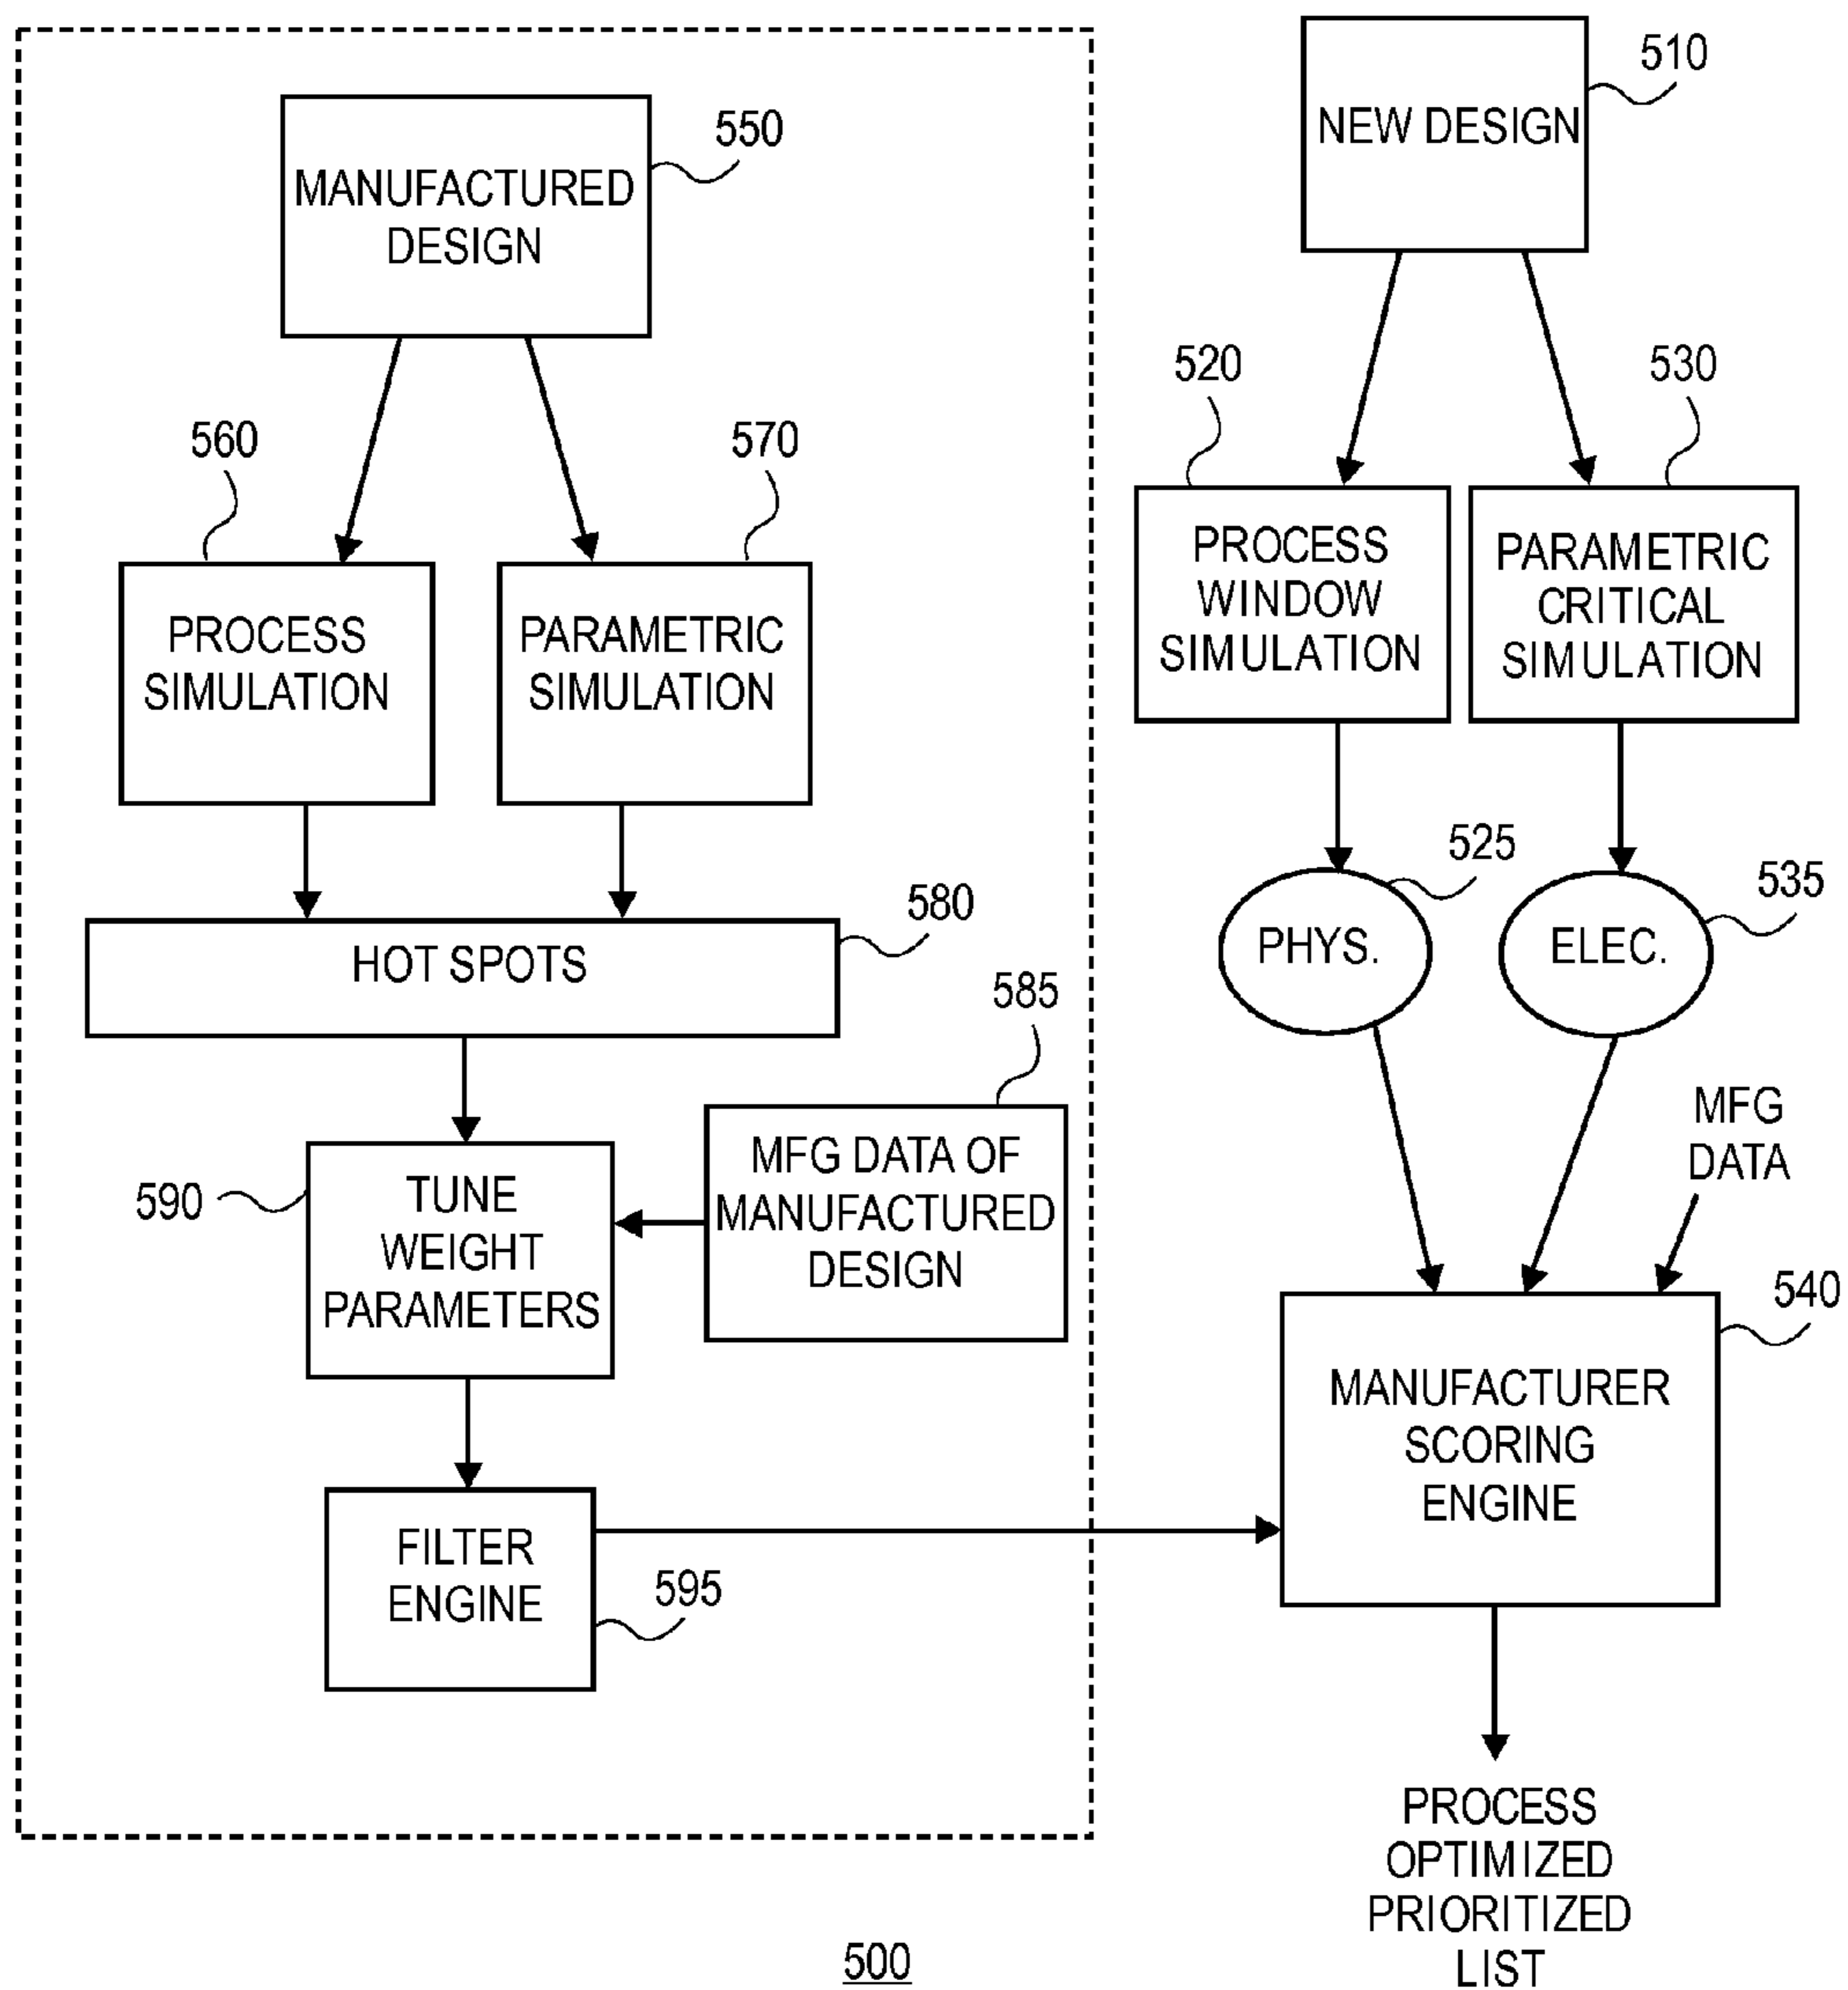 510
NEW DESIGN
550
MANUFACTURED
DESIGN
520
530
560
570
PROCESS
WINDOW
SIMULATION
PARAMETRIC
CRITICAL
SIMULATION
PROCESS
SIMULATION
PARAMETRIC
SIMULATION
525
535
PHYS.
ELEC.
580
HOT SPOTS
585
MFG DATA OF
MANUFACTURED
DESIGN
590
TUNE
WEIGHT
PARAMETERS
MFG
DATA
540
MANUFACTURER
SCORING
ENGINE
FILTER
ENGINE
595
PROCESS
OPTIMIZED
PRIORITIZED
LIST
500